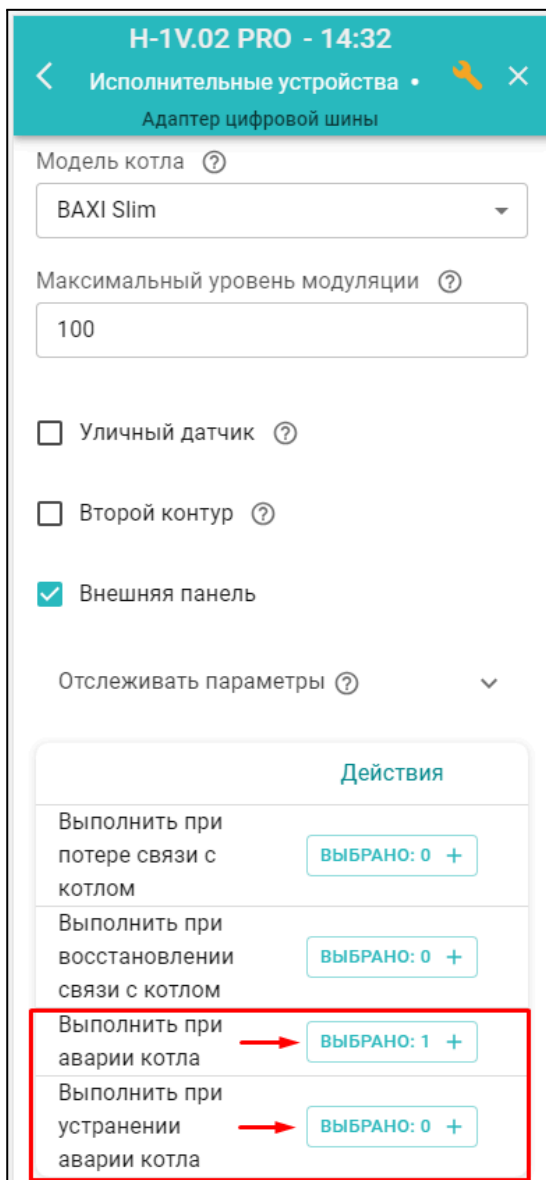 H-1V.02 PRO - 14:32
Исполнительные устройства •
Адаптер цифровой шины
Модель котла ?
BAXI Slim
Максимальный уровень модуляции ?
100
Уличный датчик ?
Второй контур ?
Внешняя панель
Отслеживать параметры ?
Действия
Выполнить при
потере связи с
котлом
ВЫБРАНО: 0 +
Выполнить при
восстановлении
связи с котлом
ВЫБРАНО: 0 +
Выполнить при
аварии котла
ВЫБРАНО: 1 +
Выполнить при
устранении
аварии котла
ВЫБРАНО: 0 +